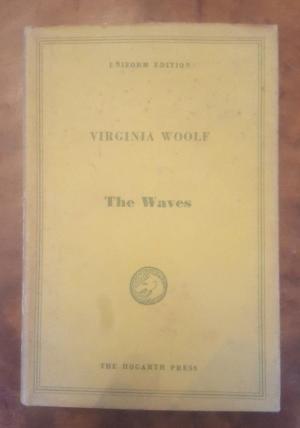 UNIFORM EDITION
VIRGINIA WOOLF
The Waves
THE HOGARTH PRESS